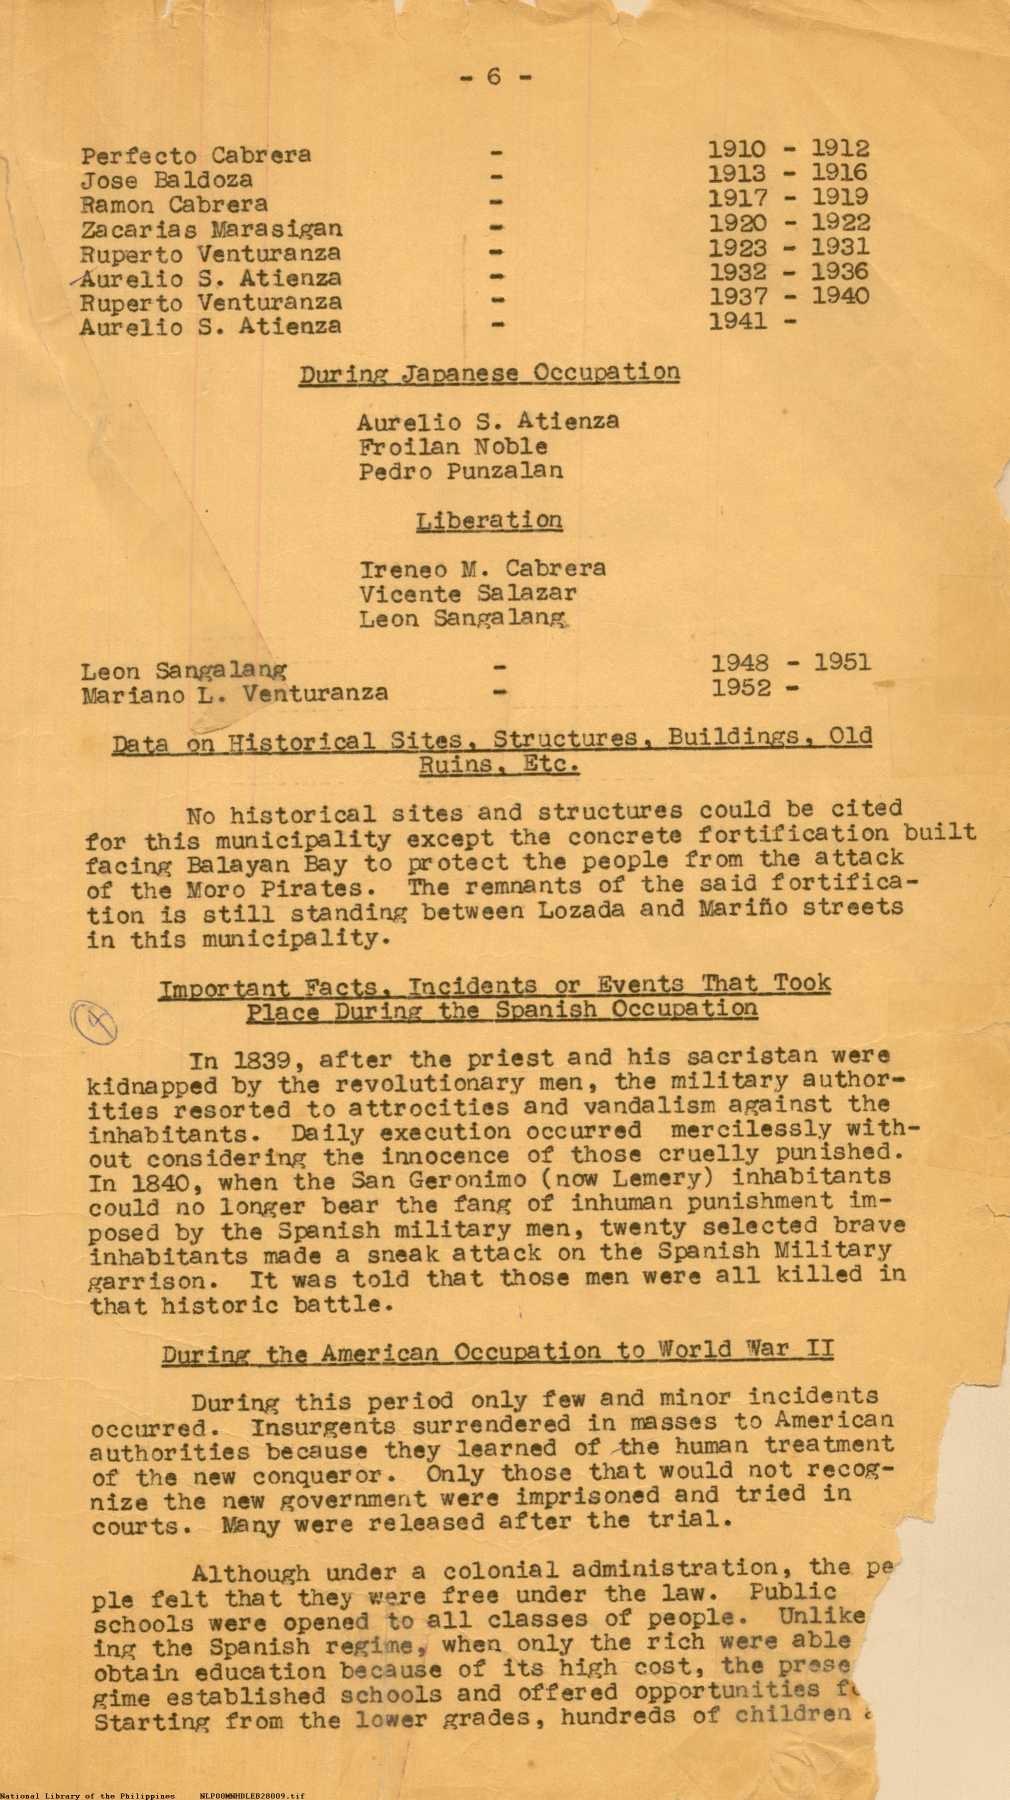 - 6 -
Perfecto Cabrera - 1910 - 1912
Jose Baldoza - 1913 - 1916
Ramon Cabrera - 1917 - 1919
Zacarias Marasigan - 1920 - 1922
Ruperto Venturanza - 1923 - 1931
Aurelio S. Atienza - 1932 - 1936
Ruperto Venturanza - 1937 - 1940
Aurelio S. Atienza - 1941 -
During Japanese Occupation
Aurelio S. Atienza
Froilan Noble
Pedro Punzalan
Liberation
Ireneo M. Cabrera
Vicente Salazar
Leon Sangalang
Leon Sangalang - 1948 - 1951
Mariano L. Venturanza - 1952 -
Data on Historical Sites, Structures, Buildings, Old
Ruins, Etc.
No historical sites and structures could be cited
for this municipality except the concrete fortification built
facing Balayan Bay to protect the people from the attack
of the Moro Pirates. The remnants of the said fortifica-
tion is still standing between Lozada and Mariño streets
in this municipality.
Important Facts, Incidents or Events That Took
Place During the Spanish Occupation
4
In 1839, after the priest and his sacristan were
kidnapped by the revolutionary men, the military author-
ities resorted to attrocities and vandalism against the
inhabitants. Daily execution occurred mercilessly with-
out considering the innocence of those cruelly punished.
In 1840, when the San Geronimo (now Lemery) inhabitants
could no longer bear the fang of inhuman punishment im-
posed by the Spanish military men, twenty selected brave
inhabitants made a sneak attack on the Spanish Military
garrison. It was told that those men were all killed in
that historic battle.
During the American Occupation to World War II
During this period only few and minor incidents
occurred. Insurgents surrendered in masses to American
authorities because they learned of the human treatment
of the new conqueror. Only those that would not recog-
nize the new government were imprisoned and tried in
courts. Many were released after the trial.
Although under a colonial administration, the pe
ple felt that they were free under the law. Public
schools were opened to all classes of people. Unlike
ing the Spanish regime, when only the rich were able
obtain education because of its high cost, the prese
gime established schools and offered opportunities
Starting from the lower grades, hundreds of children
National Library of the Philippines NLP00MNHDLEB28009.tif